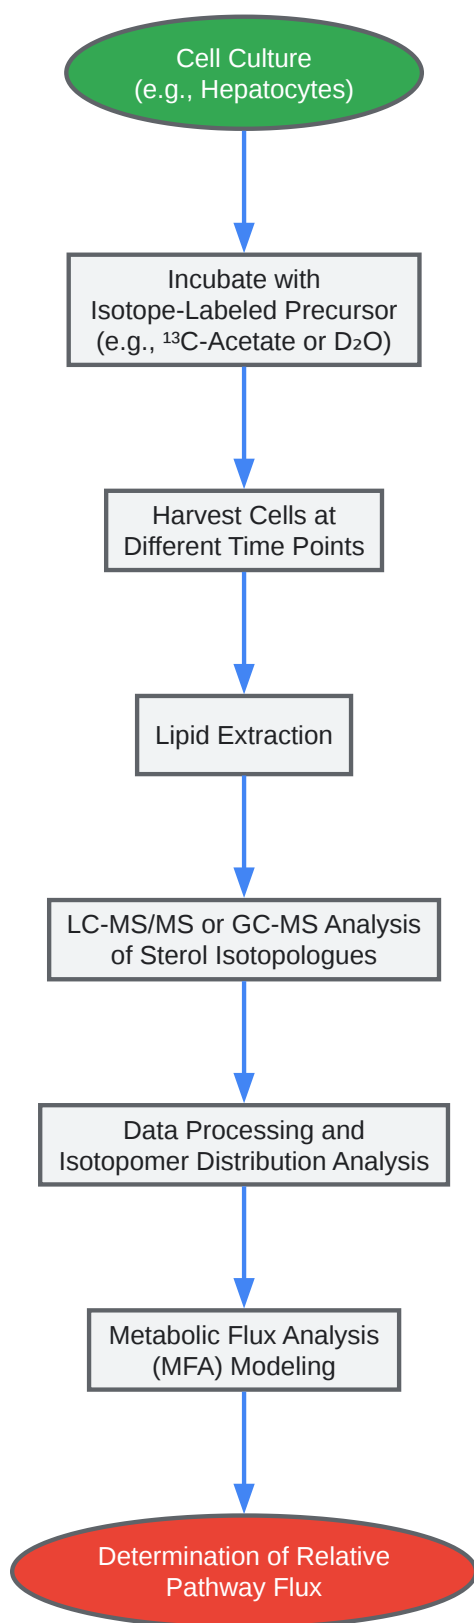 Cell Culture
(e.g., Hepatocytes)
Incubate with
Isotope-Labeled Precursor
(e.g., ¹³C-Acetate or D₂O)
Harvest Cells at
Different Time Points
Lipid Extraction
LC-MS/MS or GC-MS Analysis
of Sterol Isotopologues
Data Processing and
Isotopomer Distribution Analysis
Metabolic Flux Analysis
(MFA) Modeling
Determination of Relative
Pathway Flux